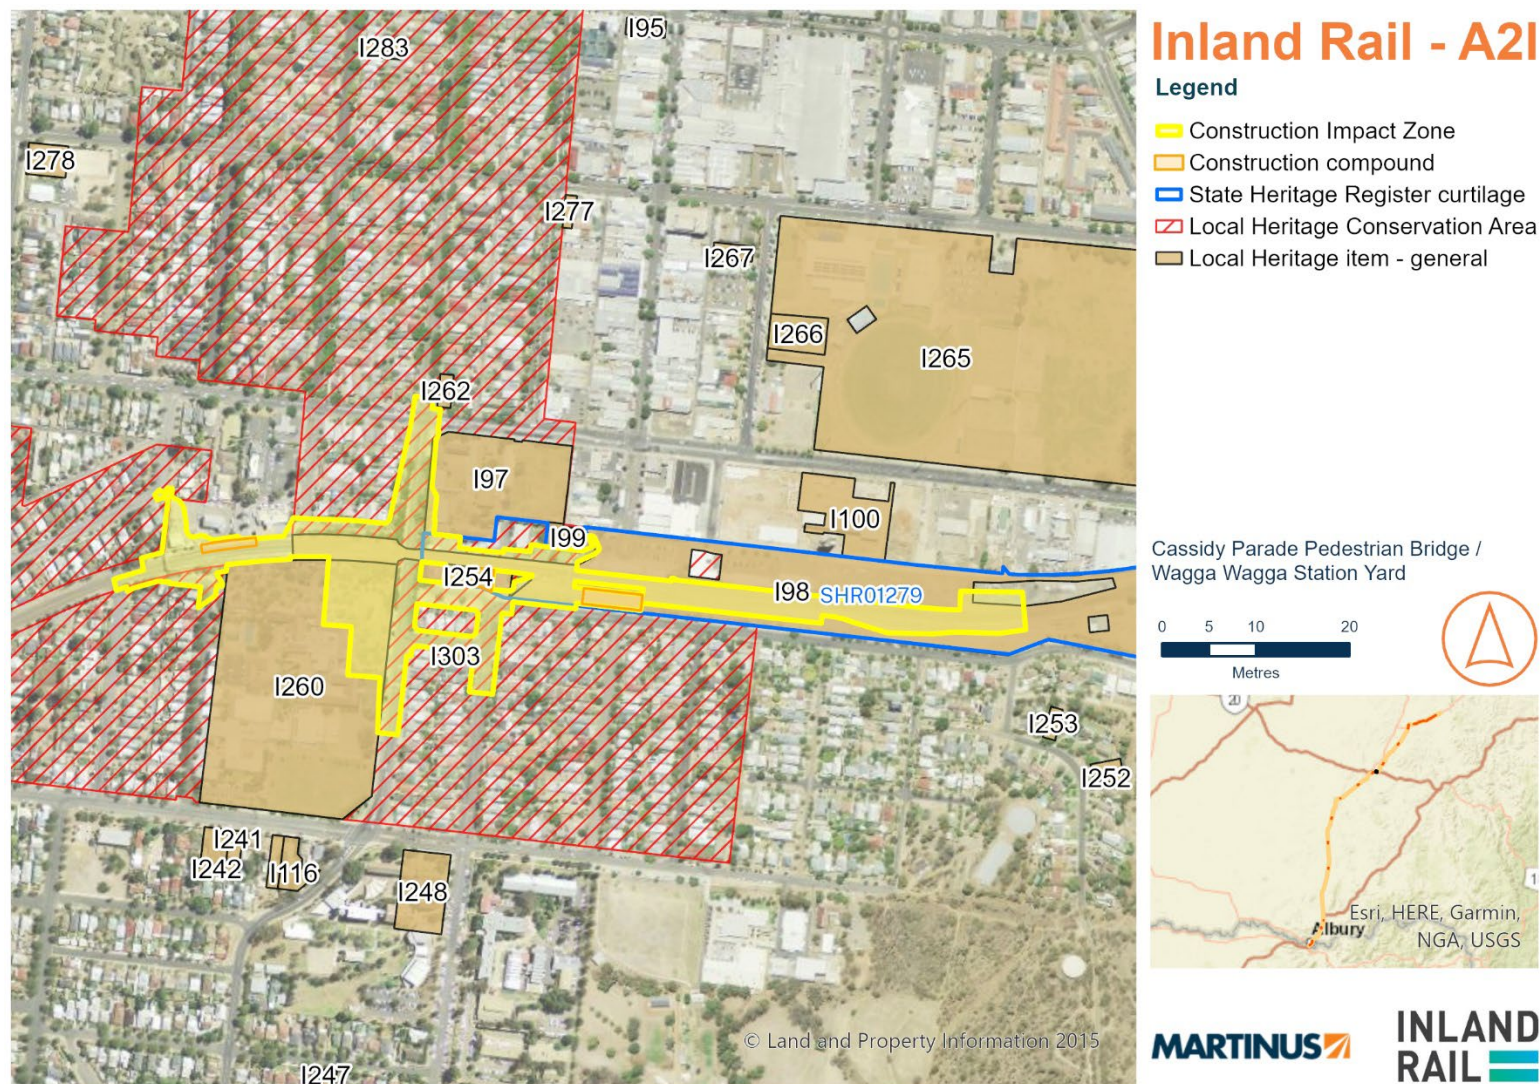 I95
I283
I278
I277
I267
I266
I265
I262
I97
I100
I99
I254
I98 SHR01279
I303
I260
I253
I252
I241
I242
I116
I248
I247
© Land and Property Information 2015
Inland Rail - A2I
Legend
Construction Impact Zone
Construction compound
State Heritage Register curtilage
Local Heritage Conservation Area
Local Heritage item - general
Cassidy Parade Pedestrian Bridge /
Wagga Wagga Station Yard
0 5 10 20
Metres
20
1
Albury
Esri, HERE, Garmin,
NGA, USGS
MARTINUS
INLAND
RAIL